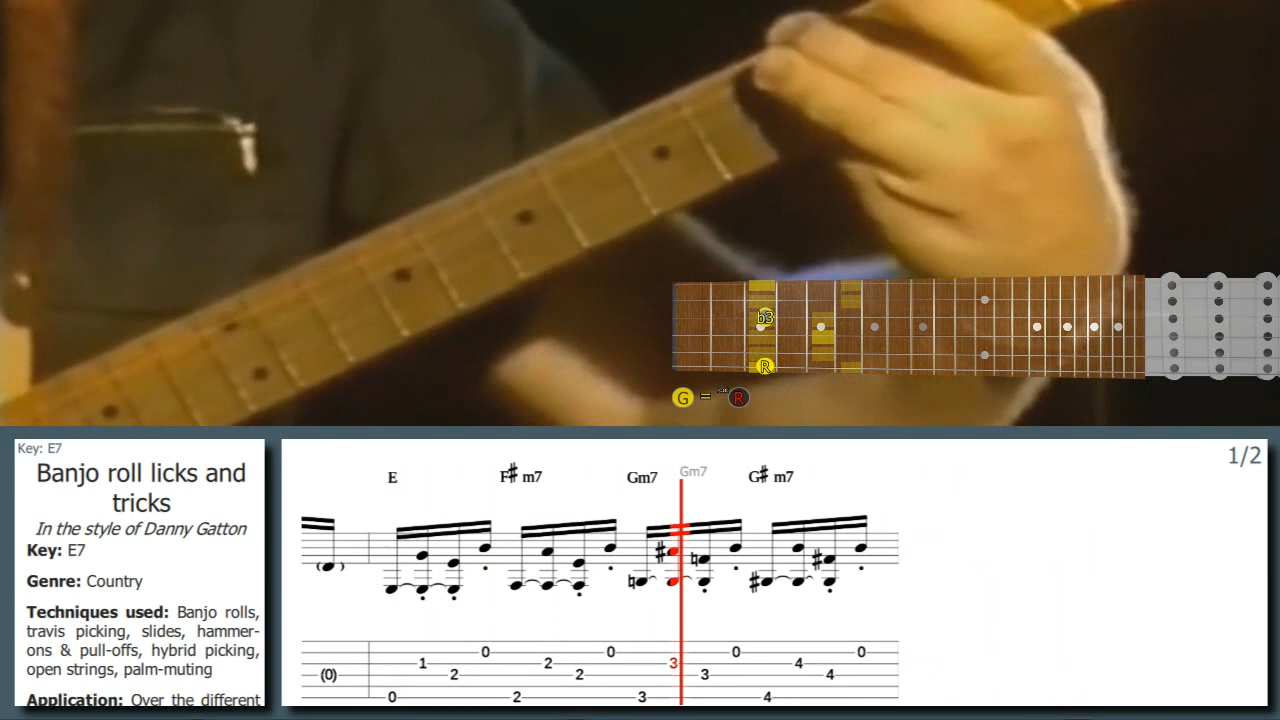 b3
R
G = R
Key: E7
Banjo roll licks and
tricks
In the style of Danny Gatton
Key: E7
Genre: Country
Techniques used: Banjo rolls,
travis picking, slides, hammer-
ons & pull-offs, hybrid picking,
open strings, palm-muting
Application: Over the different
1/2
E F♯m7 Gm7 Gm7 G♯m7
( )
0 0 0 0
1 2 3 4
(0) 2 2 3 4
0 2 3 4